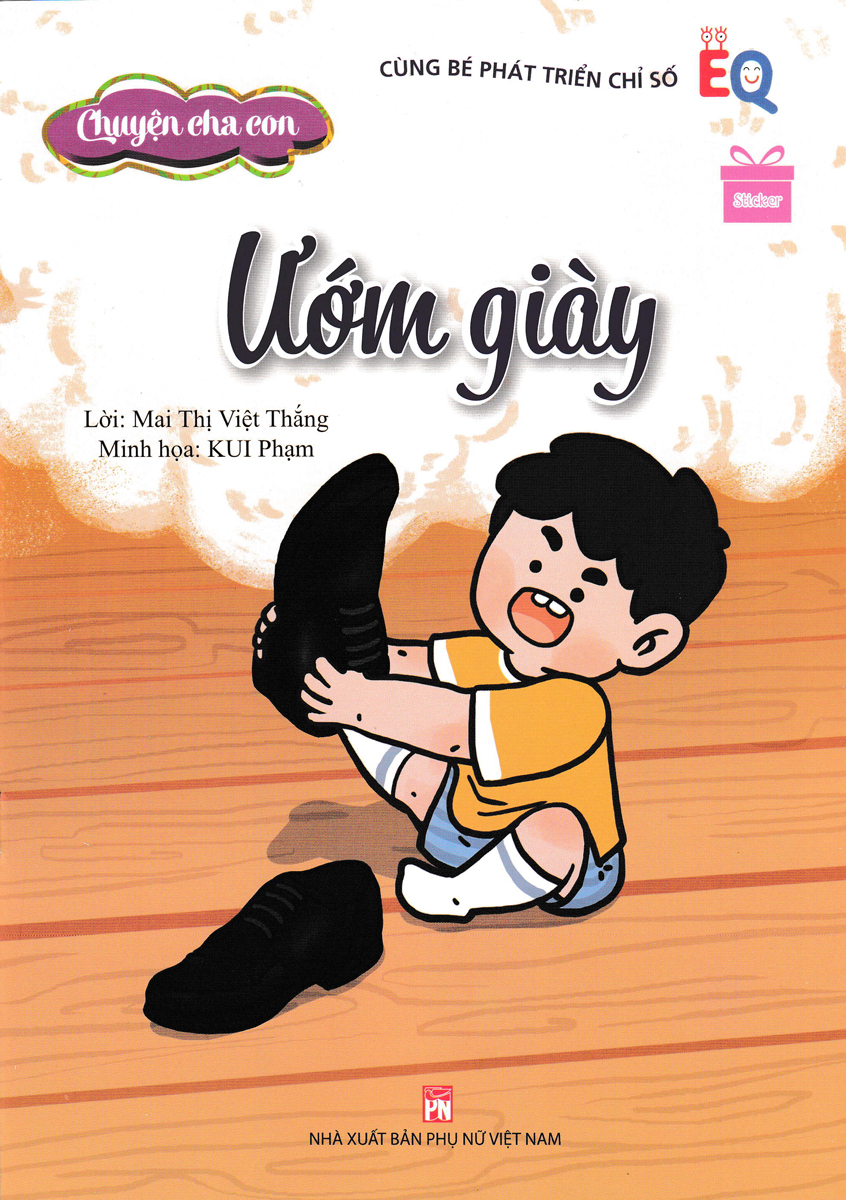 CÙNG BÉ PHÁT TRIỂN CHỈ SỐ EQ
Chuyện cha con
Sticker
Ướm giày
Lời: Mai Thị Việt Thắng
Minh họa: KUI Phạm
PN
NHÀ XUẤT BẢN PHỤ NỮ VIỆT NAM